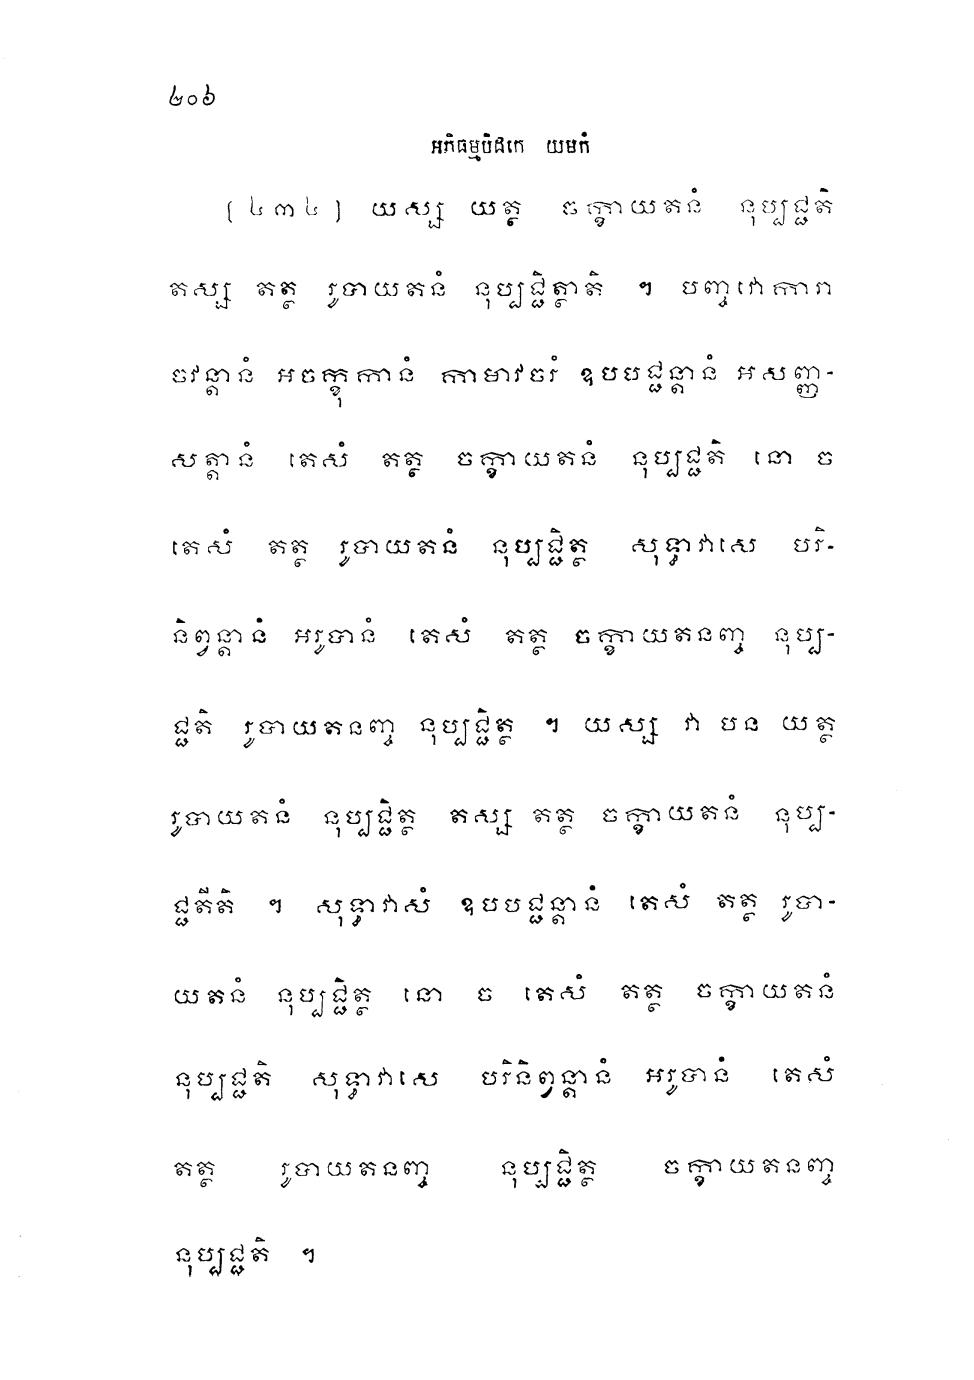 ២០៦
អភិធម្មបិដកេ យមកំ
[៤៣៤] យស្ស យត្ថ ចក្ខាយតនំ នុប្បជ្ជតិ
តស្ស តត្ថ រូបាយតនំ នុប្បជ្ជិត្ថាតិ ។ បញ្ចវោការា
ចវន្តានំ អចក្ខុកានំ កាមាវចរំ ឧបបជ្ជន្តានំ អសញ្ញ-
សត្តានំ តេសំ តត្ថ ចក្ខាយតនំ នុប្បជ្ជតិ នោ ច
តេសំ តត្ថ រូបាយតនំ នុប្បជ្ជិត្ថ សុទ្ធាវាសេ បរិ-
និព្វន្តានំ អរូបានំ តេសំ តត្ថ ចក្ខាយតនញ្ច នុប្ប-
ជ្ជតិ រូបាយតនញ្ច នុប្បជ្ជិត្ថ ។ យស្ស វា បន យត្ថ
រូបាយតនំ នុប្បជ្ជិត្ថ តស្ស តត្ថ ចក្ខាយតនំ នុប្ប-
ជ្ជតីតិ ។ សុទ្ធាវាសំ ឧបបជ្ជន្តានំ តេសំ តត្ថ រូបា-
យតនំ នុប្បជ្ជិត្ថ នោ ច តេសំ តត្ថ ចក្ខាយតនំ
នុប្បជ្ជតិ សុទ្ធាវាសេ បរិនិព្វន្តានំ អរូបានំ តេសំ
តត្ថ រូបាយតនញ្ច នុប្បជ្ជិត្ថ ចក្ខាយតនញ្ច
នុប្បជ្ជតិ ។